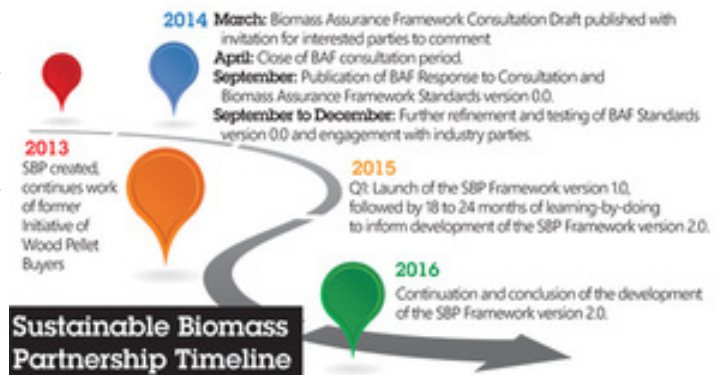 2014 March: Biomass Assurance Framework Consultation Draft published with
invitation for interested parties to comment
April: Close of BAF consultation period.
September: Publication of BAF Response to Consultation and
Biomass Assurance Framework Standards version 0.0.
September to December: Further refinement and testing of BAF Standards
version 0.0 and engagement with industry parties.
2013
SBP created,
continues work
of former
Initiative of
Wood Pellet
Buyers
2015
Q1: Launch of the SBP Framework version 1.0,
followed by 18 to 24 months of learning-by-doing
to inform development of the SBP Framework version 2.0.
2016
Continuation and conclusion of the development
of the SBP Framework version 2.0.
Sustainable Biomass
Partnership Timeline